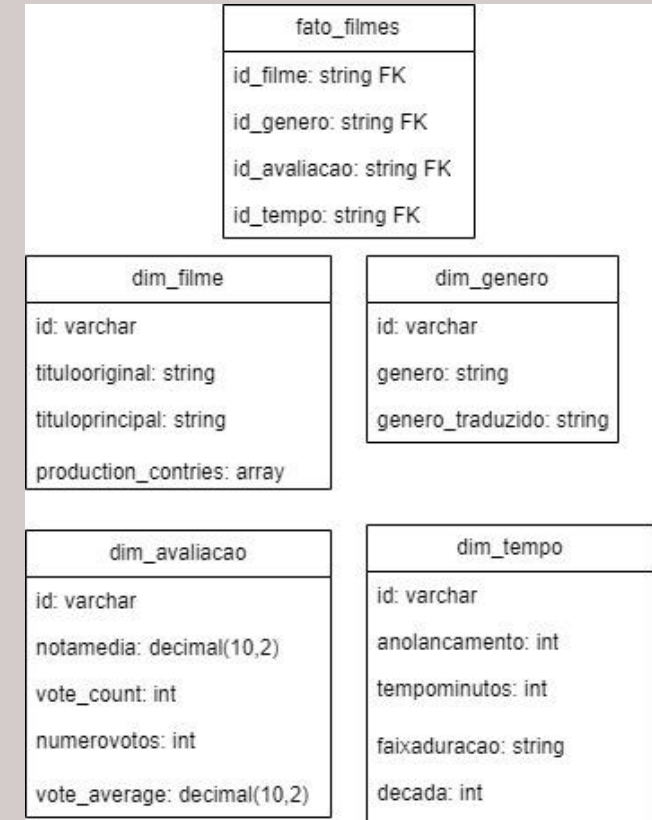 fato_filmes
id_filme: string FK
id_genero: string FK
id_avaliacao: string FK
id_tempo: string FK
dim_filme
id: varchar
titulooriginal: string
tituloprincipal: string
production_contries: array
dim_genero
id: varchar
genero: string
genero_traduzido: string
dim_avaliacao
id: varchar
notamedia: decimal(10,2)
vote_count: int
numerovotos: int
vote_average: decimal(10,2)
dim_tempo
id: varchar
anolancamento: int
tempominutos: int
faixaduracao: string
decada: int